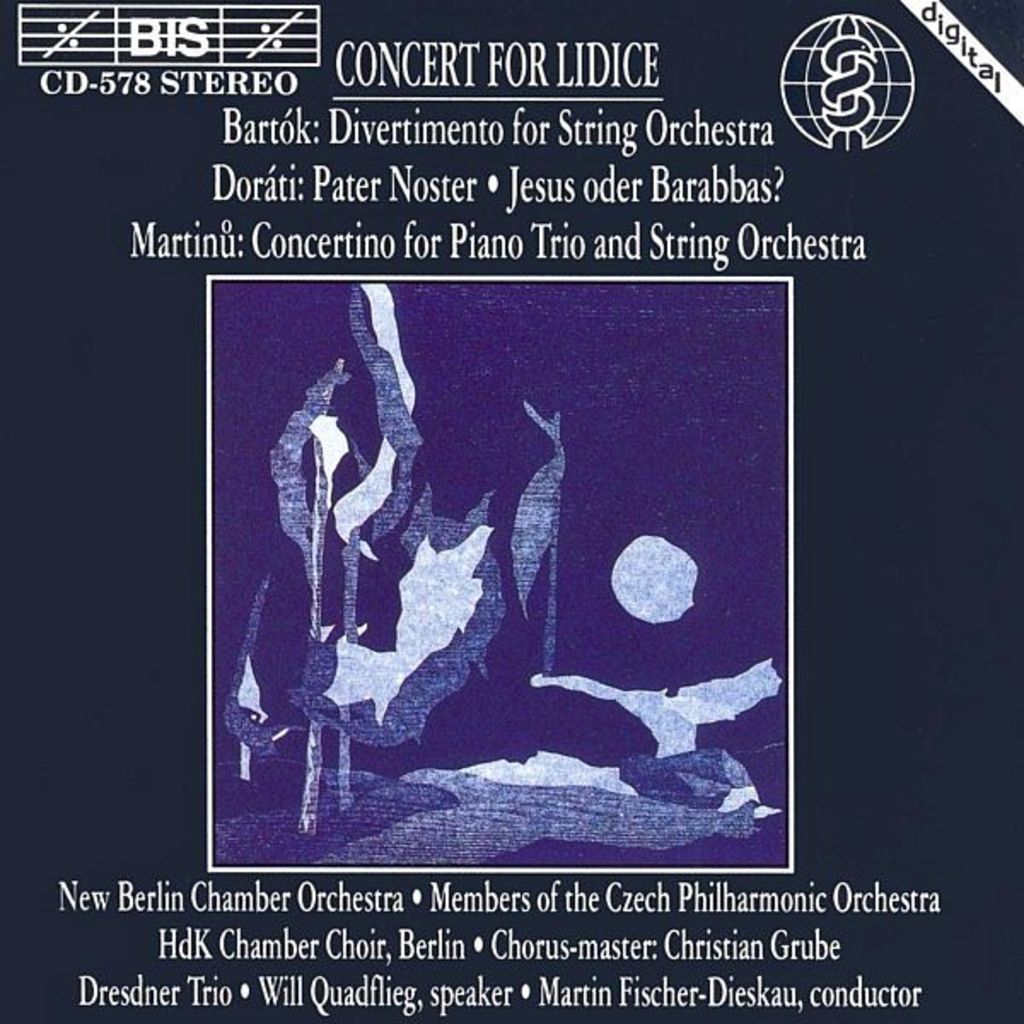 BIS
CD-578 STEREO
digital
CONCERT FOR LIDICE
Bartók: Divertimento for String Orchestra
Doráti: Pater Noster • Jesus oder Barabbas?
Martinů: Concertino for Piano Trio and String Orchestra
New Berlin Chamber Orchestra • Members of the Czech Philharmonic Orchestra
HdK Chamber Choir, Berlin • Chorus-master: Christian Grube
Dresdner Trio • Will Quadflieg, speaker • Martin Fischer-Dieskau, conductor